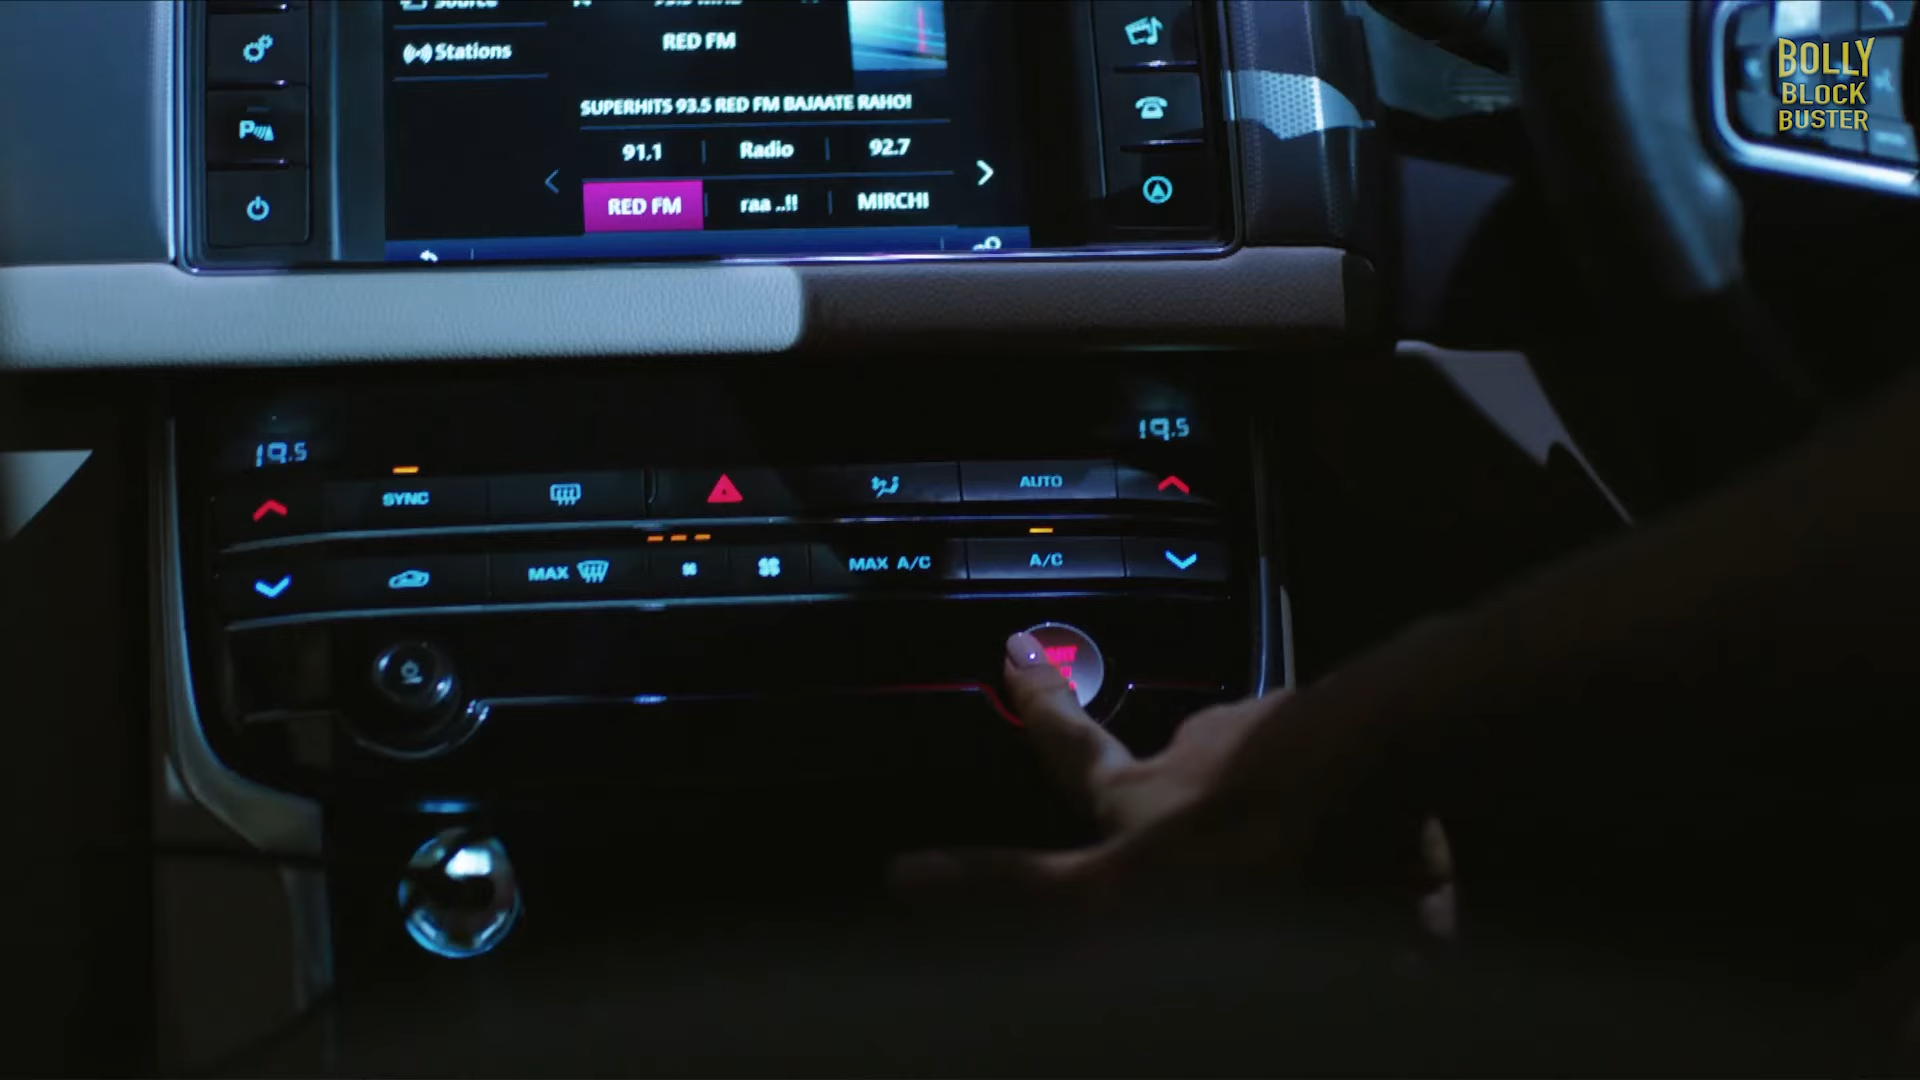 Source
RED FM
Stations
SUPERHITS 93.5 RED FM BAJAATE RAHO!
91.1 Radio 92.7
RED FM raa ..!! MIRCHI
P
BOLLY
BLOCK
BUSTER
19.5 19.5
SYNC AUTO
MAX MAX A/C A/C